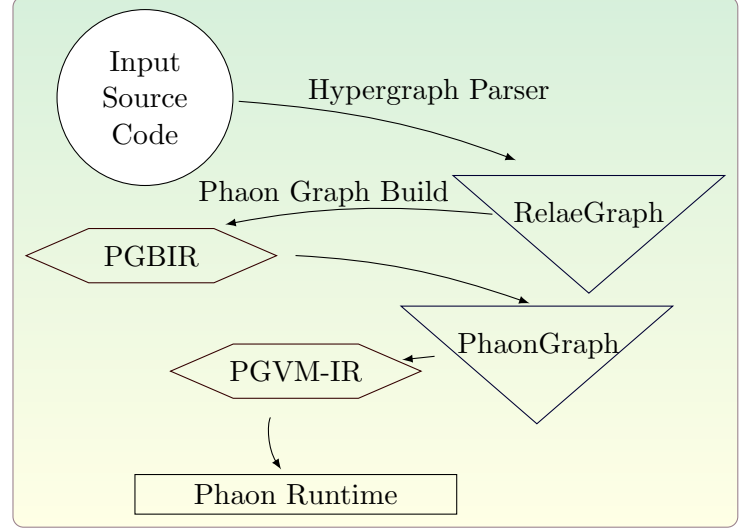 Input
Source
Code
Hypergraph Parser
Phaon Graph Build
RelaeGraph
PGBIR
PhaonGraph
PGVM-IR
Phaon Runtime